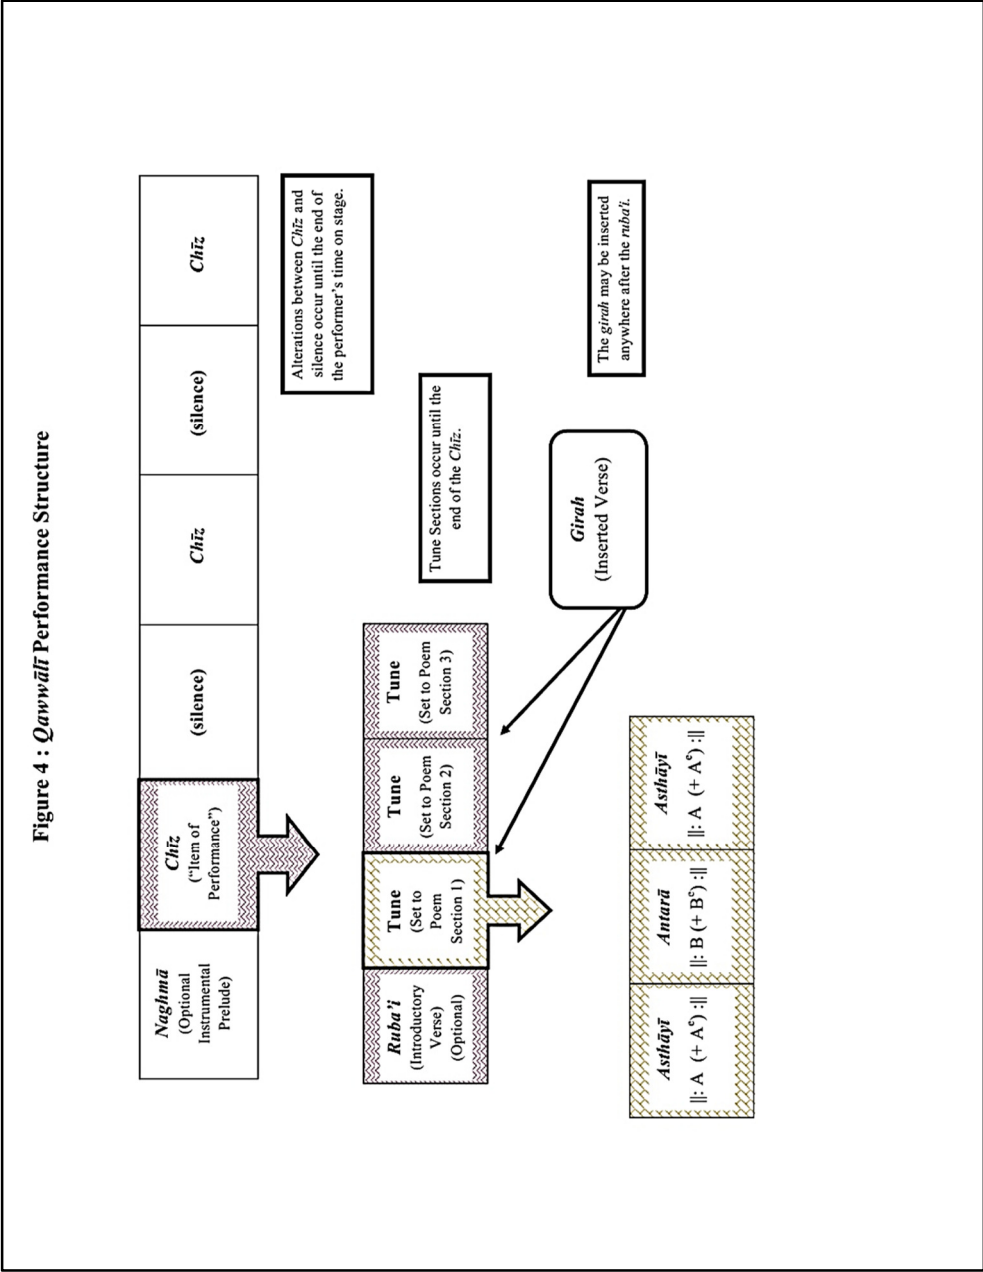 Figure 4 : Qawwālī Performance Structure
Naghmā
(Optional
Instrumental
Prelude)
Chīz
("Item of
Performance")
(silence)
Chīz
(silence)
Chīz
Alterations between Chīz and
silence occur until the end of
the performer's time on stage.
Ruba'i
(Introductory
Verse)
(Optional)
Tune
(Set to
Poem
Section 1)
Tune
(Set to Poem
Section 2)
Tune
(Set to Poem
Section 3)
Tune Sections occur until the
end of the Chīz.
Girah
(Inserted Verse)
The girah may be inserted
anywhere after the ruba'i.
Asthāyī
||: A (+ Aᶜ) :||
Antarā
||: B (+ Bᶜ) :||
Asthāyī
||: A (+ Aᶜ) :||